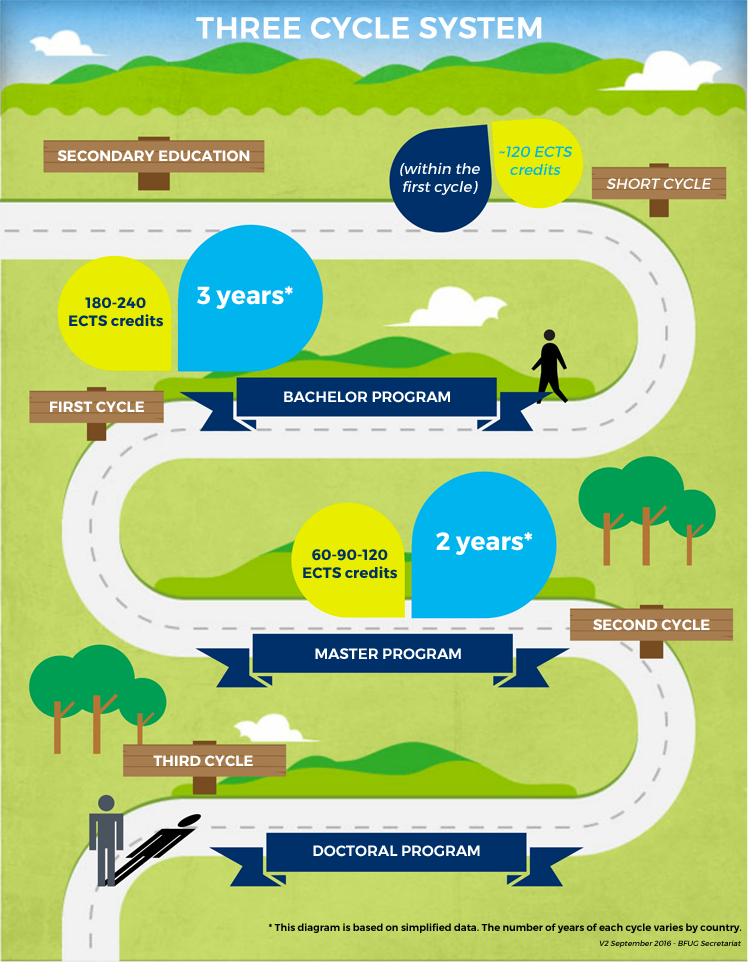 THREE CYCLE SYSTEM
SECONDARY EDUCATION
(within the
first cycle)
~120 ECTS
credits
SHORT CYCLE
180-240
ECTS credits
3 years*
BACHELOR PROGRAM
FIRST CYCLE
60-90-120
ECTS credits
2 years*
SECOND CYCLE
MASTER PROGRAM
THIRD CYCLE
DOCTORAL PROGRAM
* This diagram is based on simplified data. The number of years of each cycle varies by country.
V2 September 2016 - BFUG Secretariat